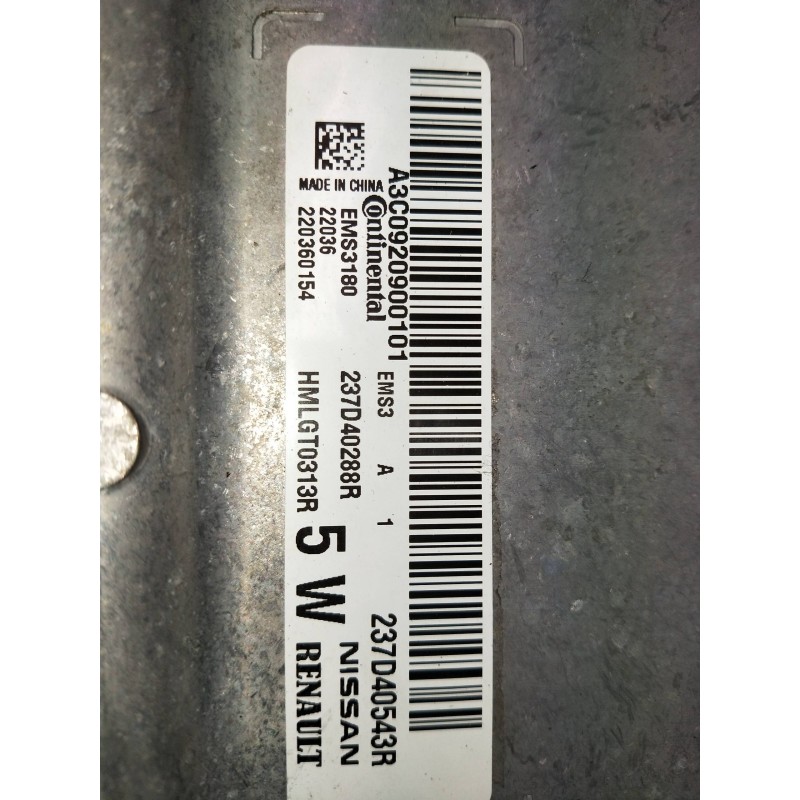 A3C0920900101
237D40543R
MADE IN CHINA
Continental
EMS3 A 1
EMS3180
237D40288R
NISSAN
22036
5 W
220360154
HMLGT0313R
RENAULT